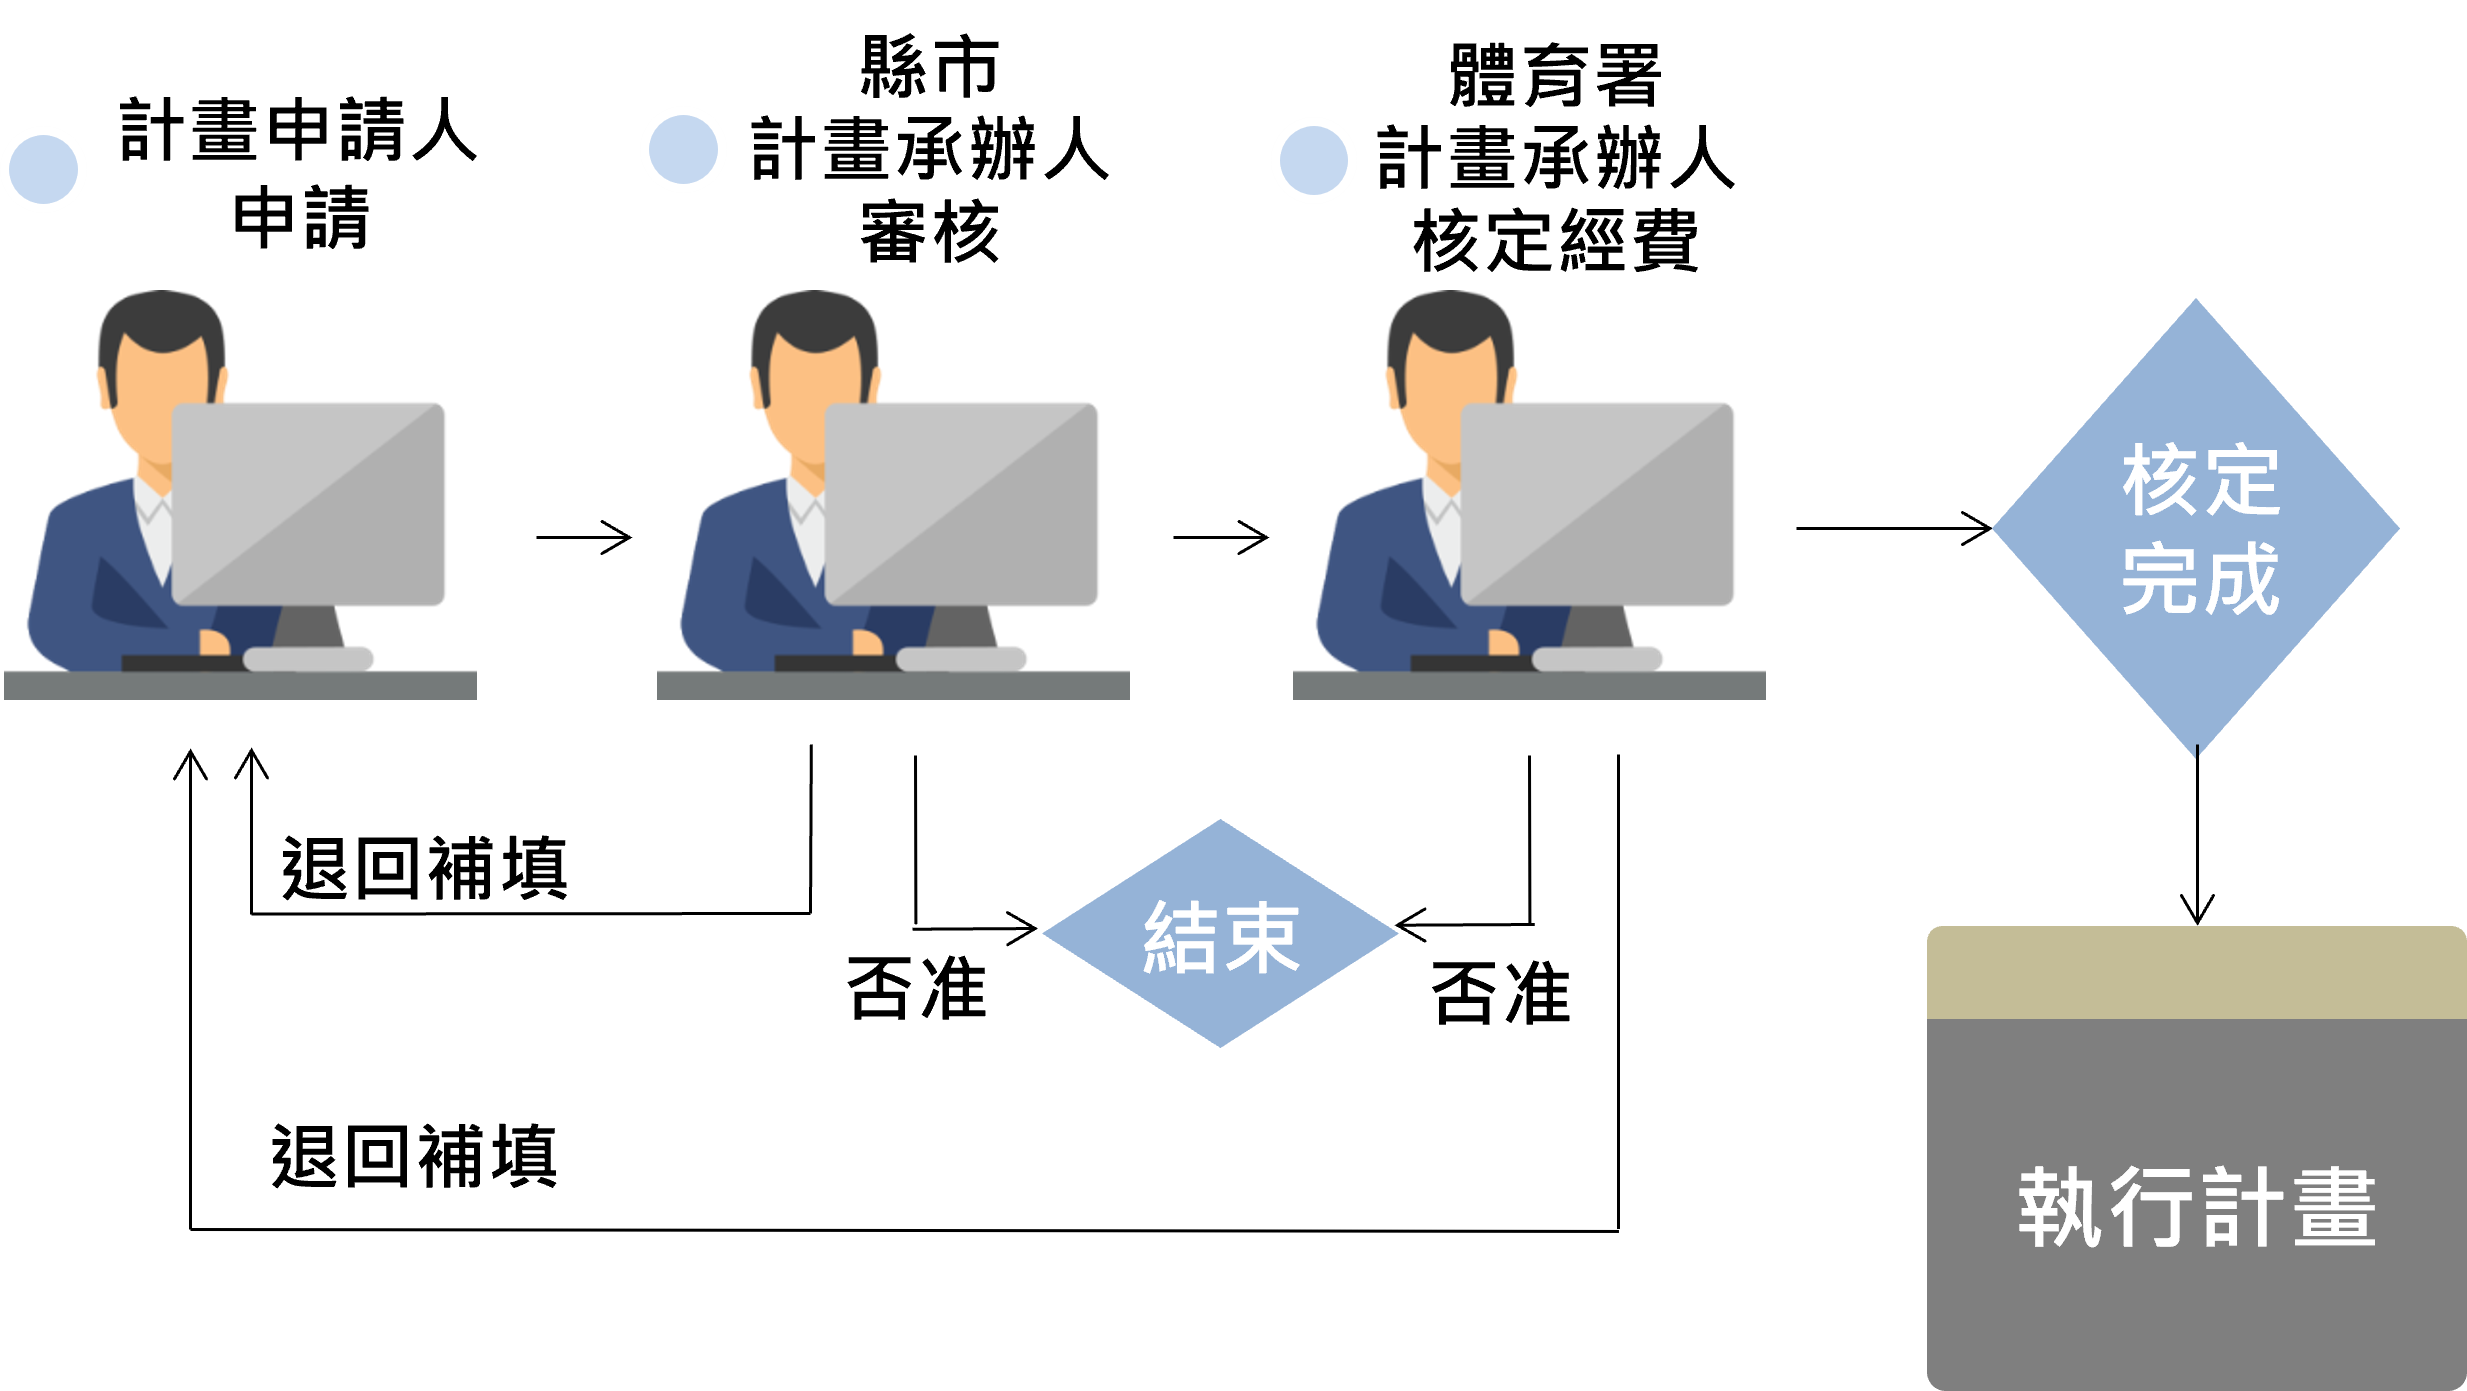 計畫申請人
申請
縣市
計畫承辦人
審核
體育署
計畫承辦人
核定經費
核定
完成
退回補填
否准
結束
否准
退回補填
執行計畫